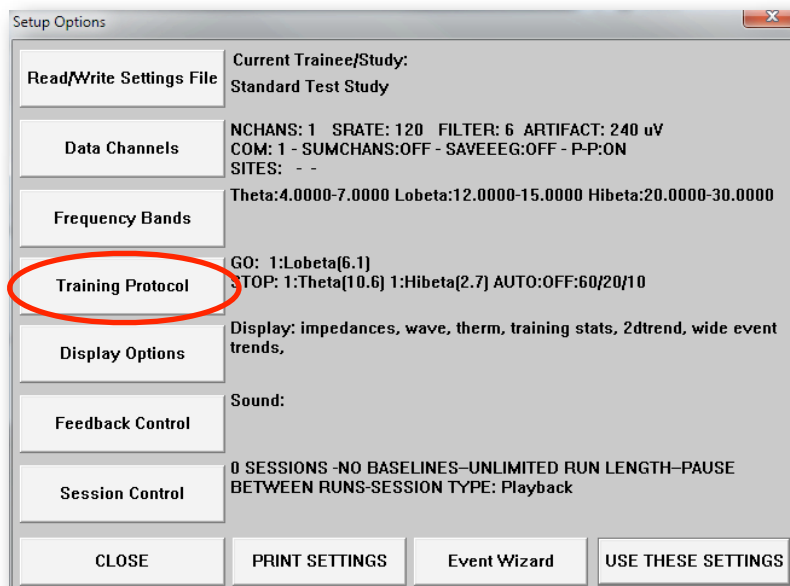 Setup Options
Read/Write Settings File
Current Trainee/Study:
Standard Test Study
Data Channels
NCHANS: 1 SRATE: 120 FILTER: 6 ARTIFACT: 240 uV
COM: 1 - SUMCHANS:OFF - SAVEEEG:OFF - P-P:ON
SITES: - -
Frequency Bands
Theta:4.0000-7.0000 Lobeta:12.0000-15.0000 Hibeta:20.0000-30.0000
Training Protocol
GO: 1:Lobeta(6.1)
STOP: 1:Theta(10.6) 1:Hibeta(2.7) AUTO:OFF:60/20/10
Display Options
Display: impedances, wave, therm, training stats, 2dtrend, wide event
trends,
Feedback Control
Sound:
Session Control
0 SESSIONS -NO BASELINES--UNLIMITED RUN LENGTH--PAUSE
BETWEEN RUNS-SESSION TYPE: Playback
CLOSE
PRINT SETTINGS
Event Wizard
USE THESE SETTINGS